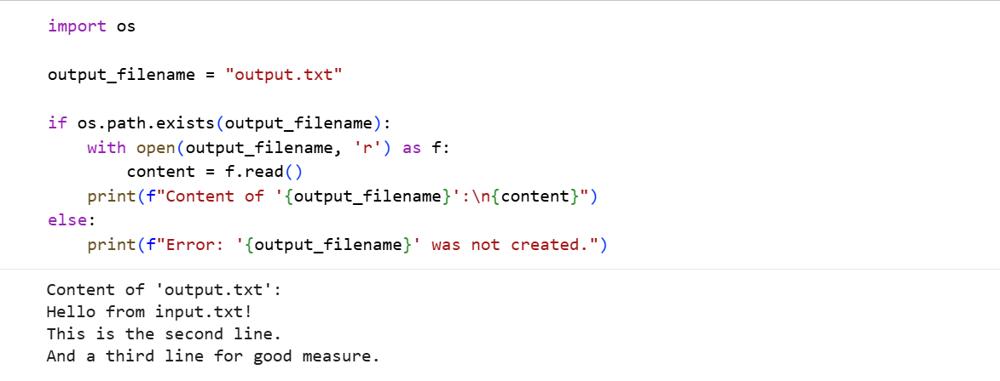 import os

output_filename = "output.txt"

if os.path.exists(output_filename):
    with open(output_filename, 'r') as f:
        content = f.read()
    print(f"Content of '{output_filename}':\n{content}")
else:
    print(f"Error: '{output_filename}' was not created.")

Content of 'output.txt':
Hello from input.txt!
This is the second line.
And a third line for good measure.